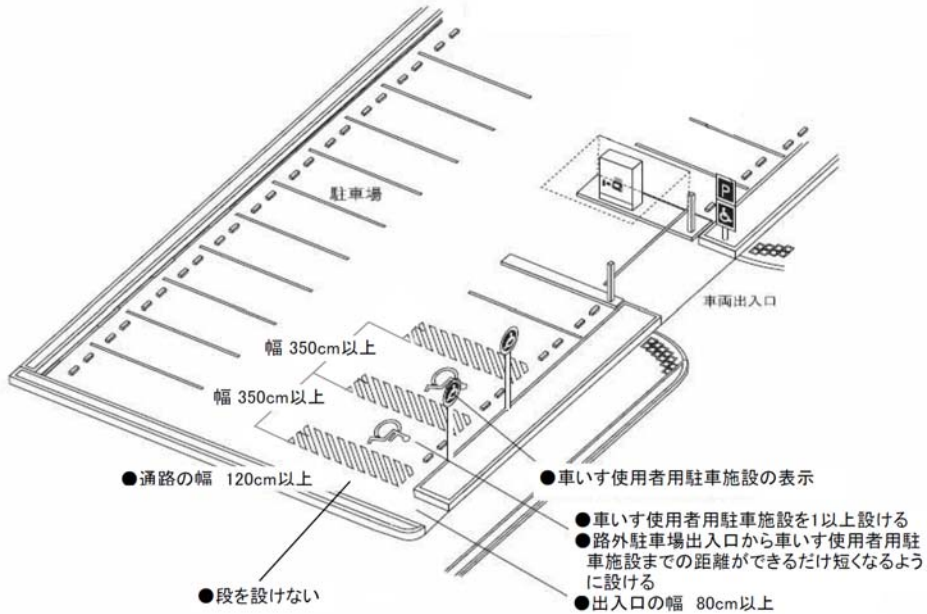 駐車場
P
車両出入口
幅 350cm以上
幅 350cm以上
●通路の幅 120cm以上
●車いす使用者用駐車施設の表示
●車いす使用者用駐車施設を1以上設ける
●路外駐車場出入口から車いす使用者用駐
車施設までの距離ができるだけ短くなるよう
に設ける
●段を設けない
●出入口の幅 80cm以上